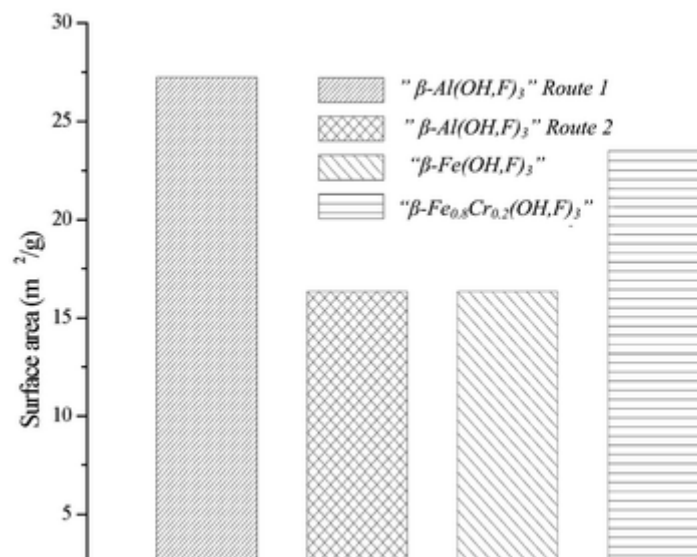 30
25
20
15
10
5
Surface area (m ²/g)
” β-Al(OH,F)₃” Route 1
” β-Al(OH,F)₃” Route 2
“β-Fe(OH,F)₃”
“β-Fe₀.₈Cr₀.₂(OH,F)₃”